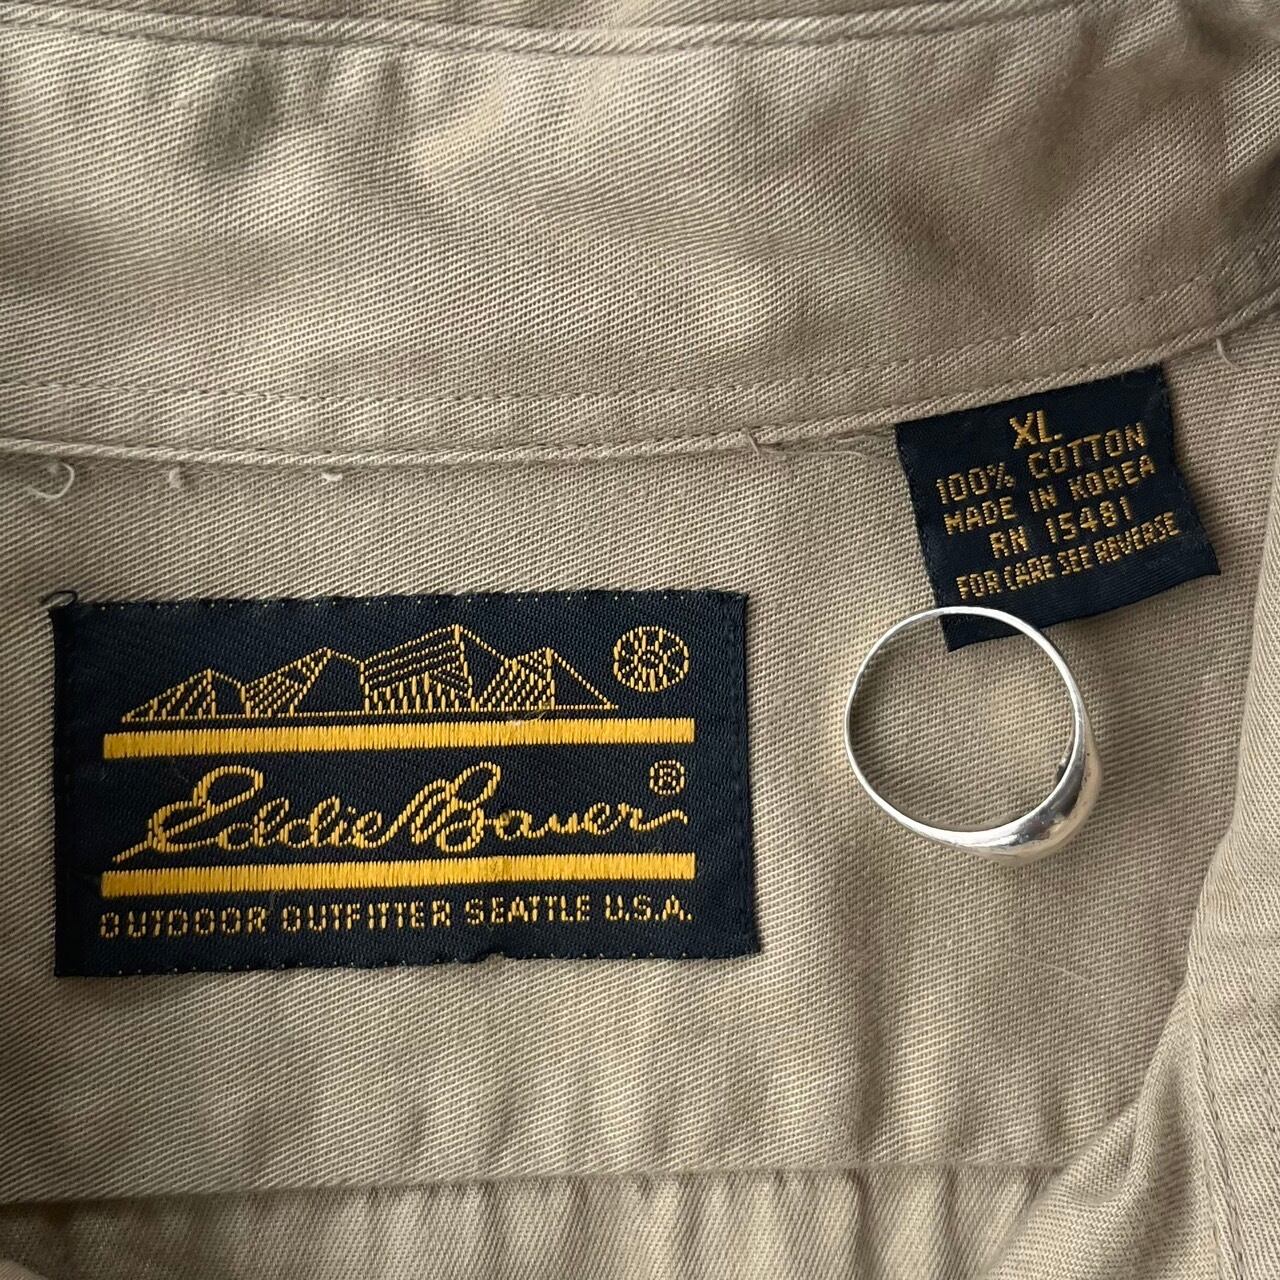 XL
100% COTTON
MADE IN KOREA
RN 15481
FOR CARE SEE REVERSE
Eddie Bauer®
OUTDOOR OUTFITTER SEATTLE U.S.A.